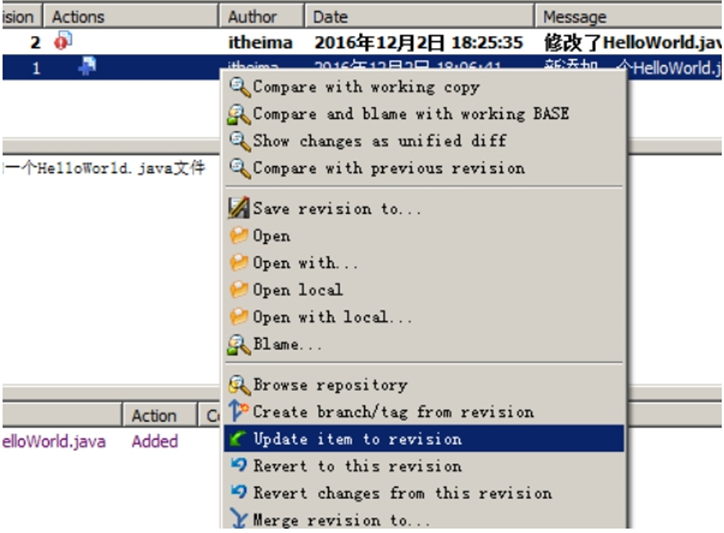 ision Actions Author Date Message
2 itheima 2016年12月2日 18:25:35 修改了HelloWorld.jav
1 itheima 2016年12月2日 18:06:41 新添加一个HelloWorld.j
Compare with working copy
Compare and blame with working BASE
Show changes as unified diff
一个HelloWorld.java文件
Compare with previous revision
Save revision to...
Open
Open with...
Open local
Open with local...
Blame...
Browse repository
Action
Create branch/tag from revision
elloWorld.java Added
Update item to revision
Revert to this revision
Revert changes from this revision
Merge revision to...